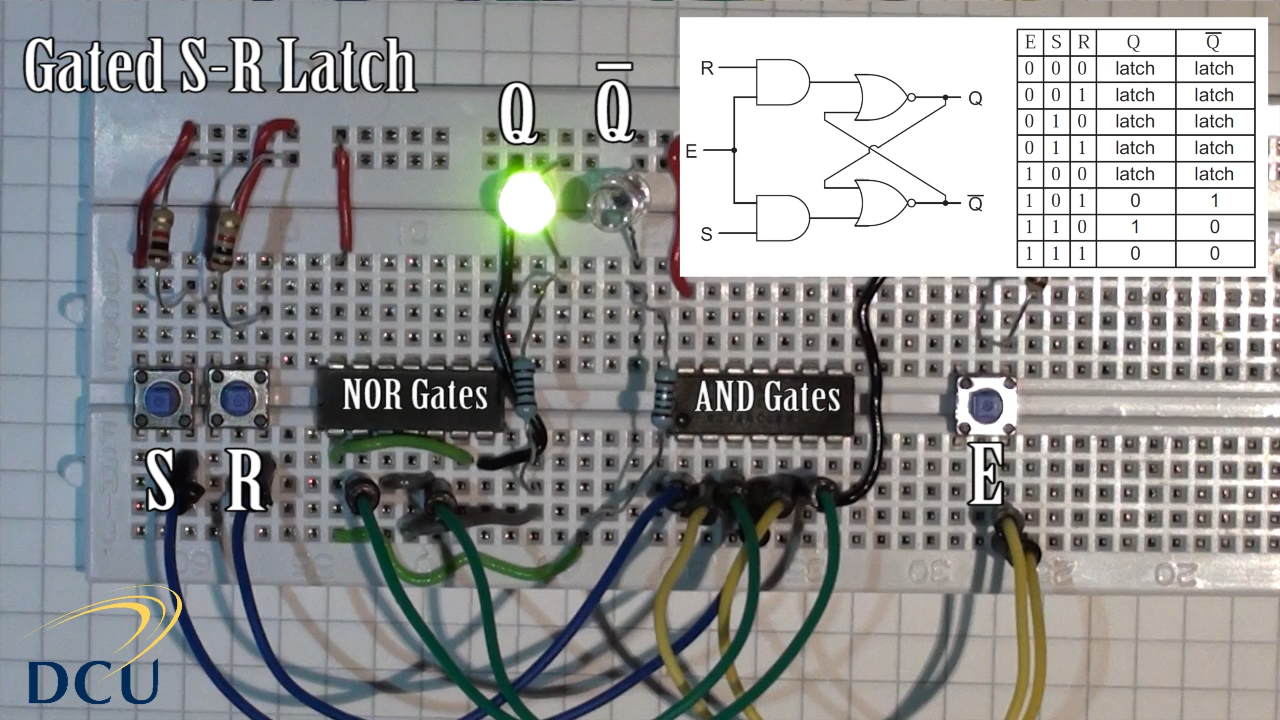 Gated S-R Latch
Q Q̅
R
E
S
Q
Q̅
E S R Q Q̅
0 0 0 latch latch
0 0 1 latch latch
0 1 0 latch latch
0 1 1 latch latch
1 0 0 latch latch
1 0 1 0 1
1 1 0 1 0
1 1 1 0 0
NOR Gates
AND Gates
S R
E
30
20
DCU